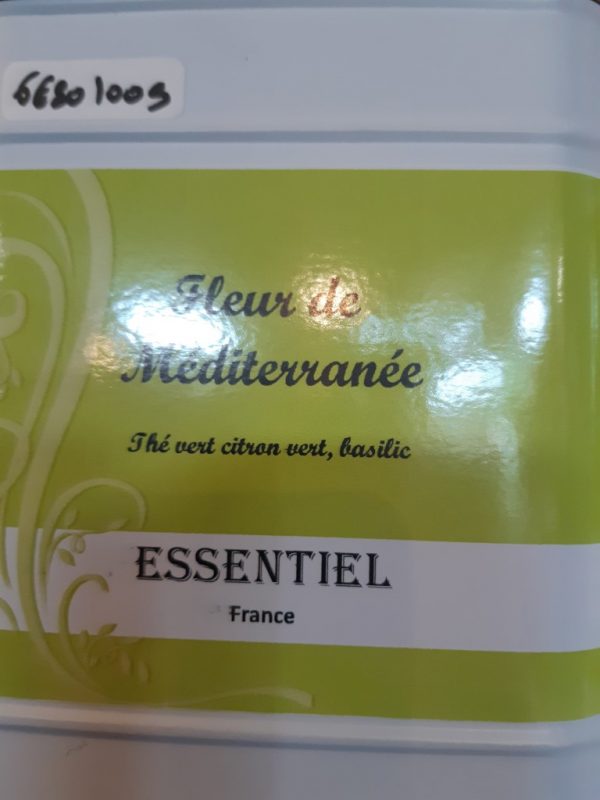 6€80 100g
Fleur de
Méditerranée
Thé vert citron vert, basilic
ESSENTIEL
France